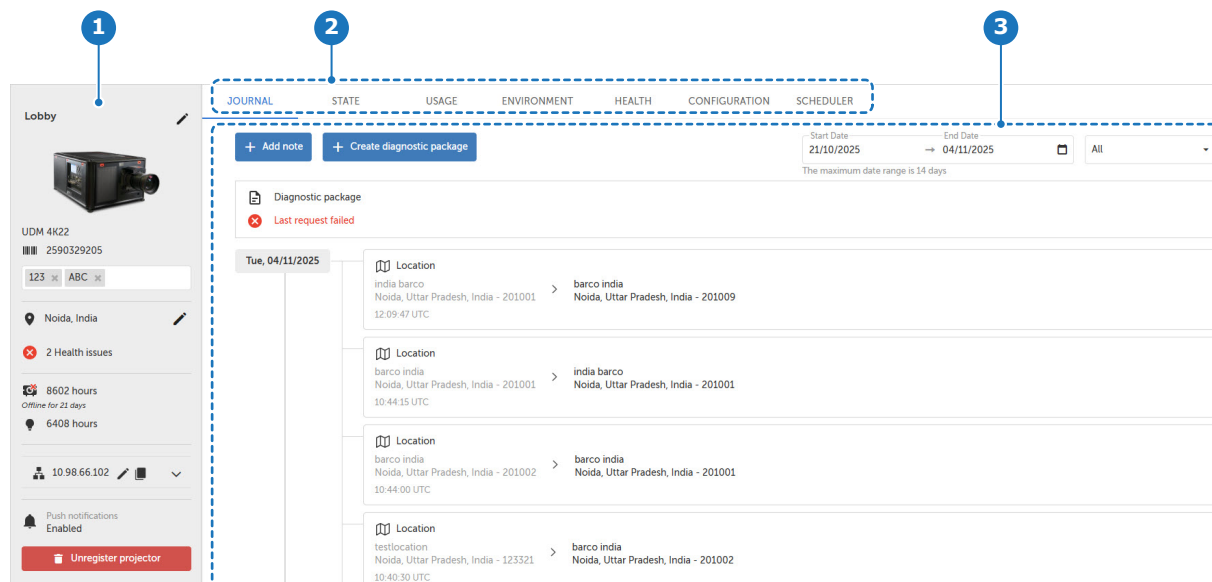 1
2
3
Lobby
UDM 4K22
2590329205
123 × ABC ×
Noida, India
2 Health issues
8602 hours
Offline for 21 days
6408 hours
10.98.66.102
Push notifications
Enabled
Unregister projector
JOURNAL STATE USAGE ENVIRONMENT HEALTH CONFIGURATION SCHEDULER
+ Add note + Create diagnostic package
Start Date End Date
21/10/2025 → 04/11/2025 All
The maximum date range is 14 days
Diagnostic package
Last request failed
Tue, 04/11/2025
Location
india barco > barco india
Noida, Uttar Pradesh, India - 201001 Noida, Uttar Pradesh, India - 201009
12:09:47 UTC
Location
barco india > india barco
Noida, Uttar Pradesh, India - 201001 Noida, Uttar Pradesh, India - 201001
10:44:15 UTC
Location
barco india > barco india
Noida, Uttar Pradesh, India - 201002 Noida, Uttar Pradesh, India - 201001
10:44:00 UTC
Location
testlocation > barco india
Noida, Uttar Pradesh, India - 123321 Noida, Uttar Pradesh, India - 201002
10:40:30 UTC